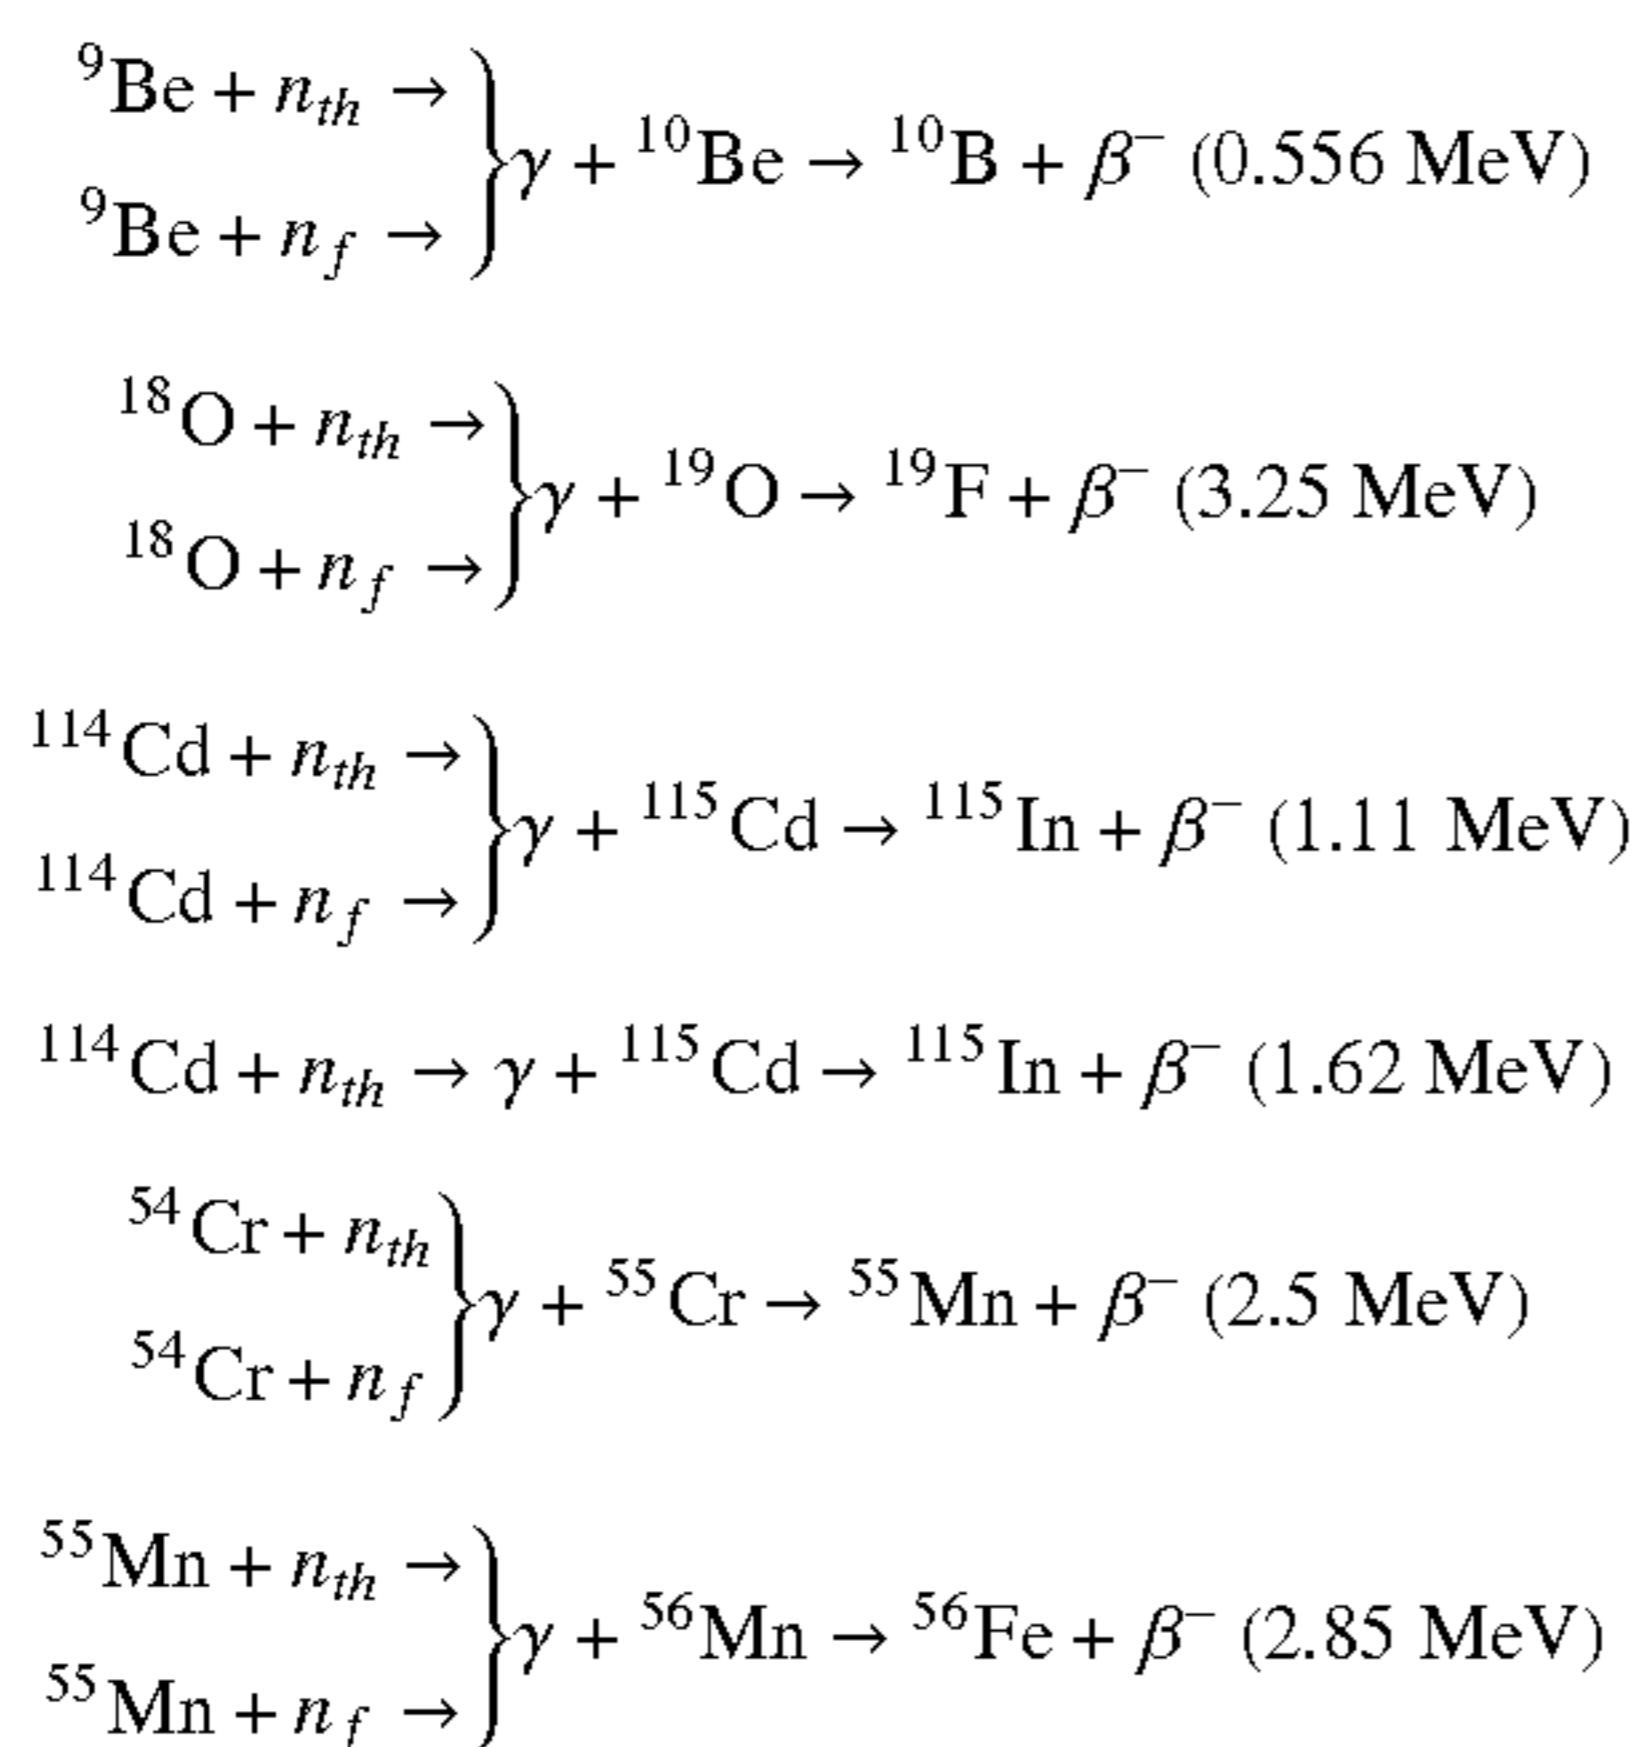 ⁹Be + n_th →
⁹Be + n_f →
} γ + ¹⁰Be → ¹⁰B + β⁻ (0.556 MeV)
¹⁸O + n_th →
¹⁸O + n_f →
} γ + ¹⁹O → ¹⁹F + β⁻ (3.25 MeV)
¹¹⁴Cd + n_th →
¹¹⁴Cd + n_f →
} γ + ¹¹⁵Cd → ¹¹⁵In + β⁻ (1.11 MeV)
¹¹⁴Cd + n_th → γ + ¹¹⁵Cd → ¹¹⁵In + β⁻ (1.62 MeV)
⁵⁴Cr + n_th
⁵⁴Cr + n_f
} γ + ⁵⁵Cr → ⁵⁵Mn + β⁻ (2.5 MeV)
⁵⁵Mn + n_th →
⁵⁵Mn + n_f →
} γ + ⁵⁶Mn → ⁵⁶Fe + β⁻ (2.85 MeV)